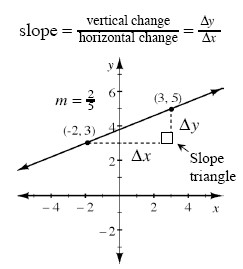 slope = vertical change / horizontal change = Δy / Δx
y
6
m = 2/5
(3, 5)
4
(-2, 3)
Δy
Δx
2
Slope
triangle
-4 -2 2 4 x
-2